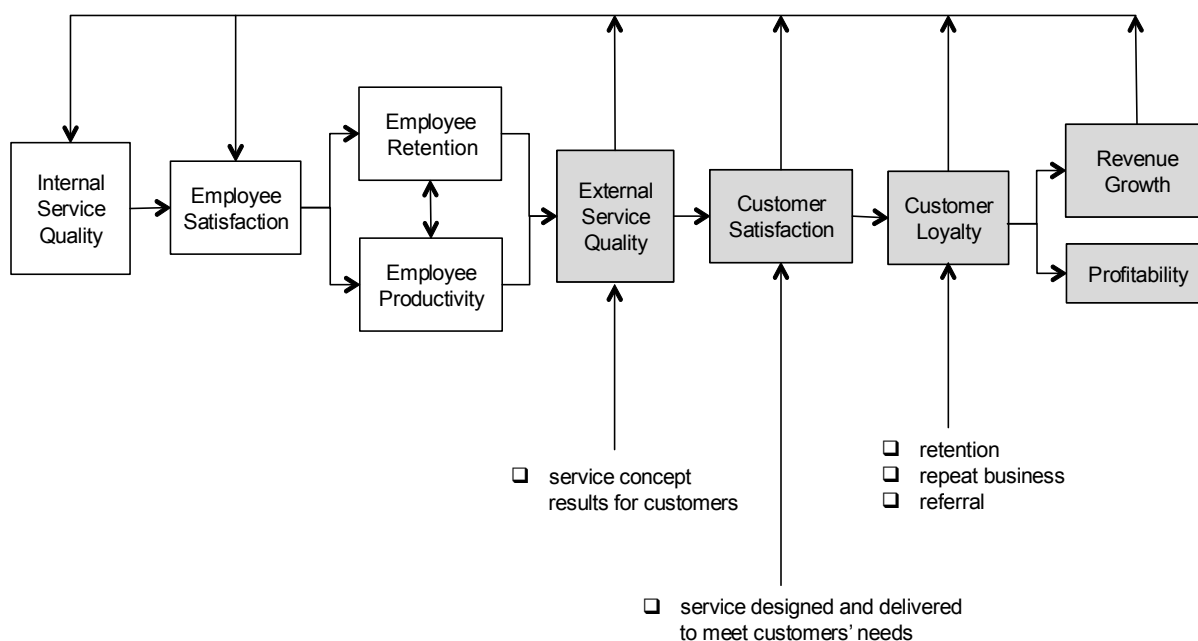 Internal
Service
Quality
Employee
Satisfaction
Employee
Retention
Employee
Productivity
External
Service
Quality
Customer
Satisfaction
Customer
Loyalty
Revenue
Growth
Profitability
❑ service concept
results for customers
❑ retention
❑ repeat business
❑ referral
❑ service designed and delivered
to meet customers’ needs